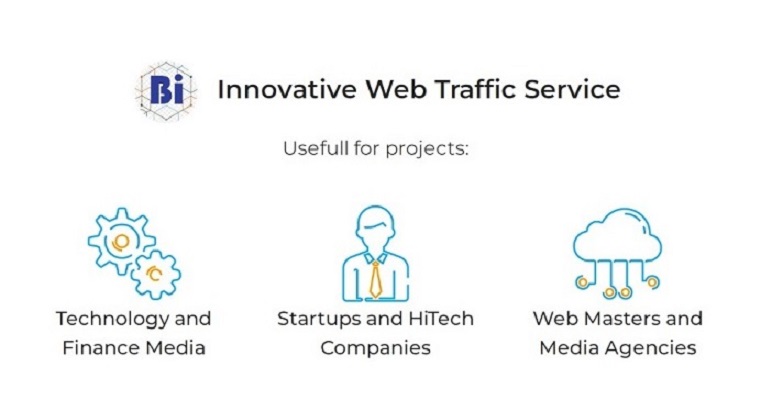 Bi
Innovative Web Traffic Service
Usefull for projects:
Technology and
Finance Media
Startups and HiTech
Companies
Web Masters and
Media Agencies